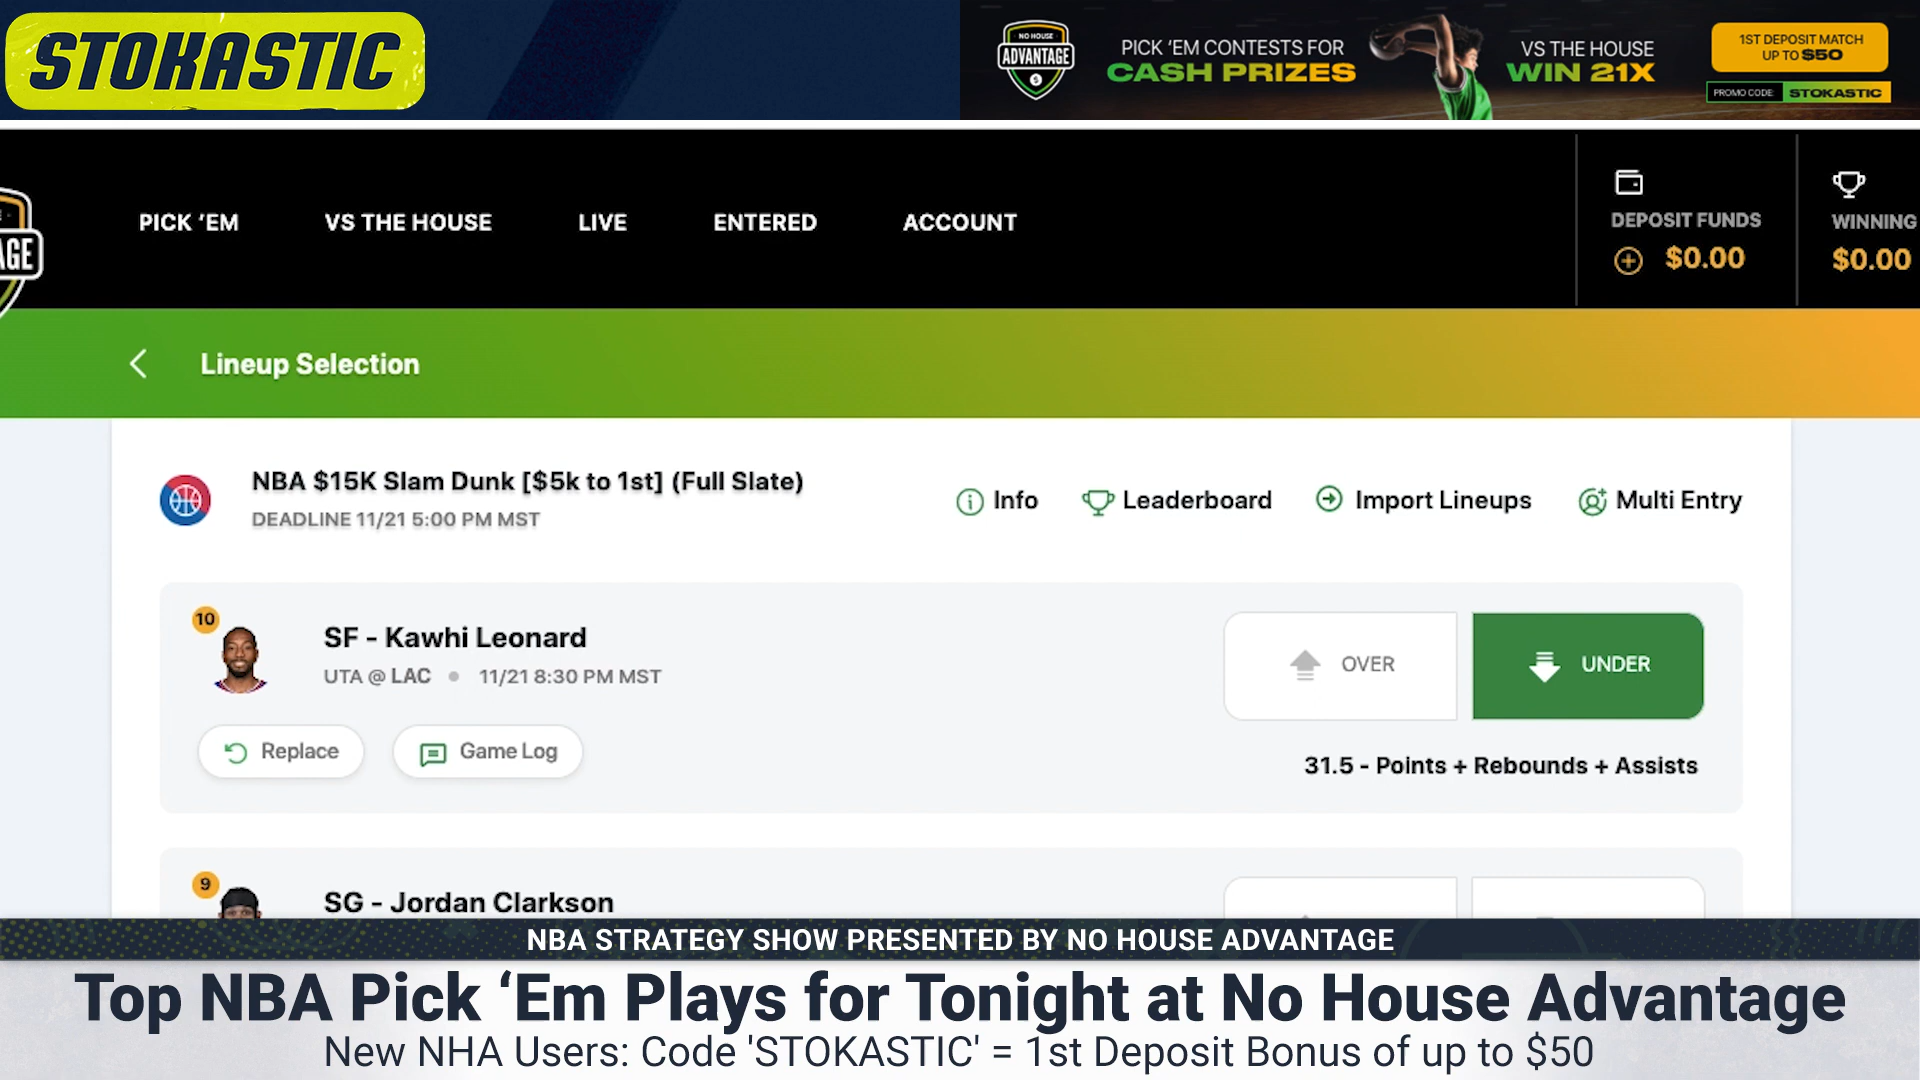 STOKASTIC
NO HOUSE
ADVANTAGE
PICK ‘EM CONTESTS FOR
CASH PRIZES
VS THE HOUSE
WIN 21X
1ST DEPOSIT MATCH
UP TO $50
PROMO CODE: STOKASTIC
AGE
PICK ‘EM
VS THE HOUSE
LIVE
ENTERED
ACCOUNT
DEPOSIT FUNDS
$0.00
WINNING
$0.00
Lineup Selection
NBA $15K Slam Dunk [$5k to 1st] (Full Slate)
DEADLINE 11/21 5:00 PM MST
Info
Leaderboard
Import Lineups
Multi Entry
10
SF - Kawhi Leonard
UTA @ LAC • 11/21 8:30 PM MST
OVER
UNDER
Replace
Game Log
31.5 - Points + Rebounds + Assists
9
SG - Jordan Clarkson
NBA STRATEGY SHOW PRESENTED BY NO HOUSE ADVANTAGE
Top NBA Pick ‘Em Plays for Tonight at No House Advantage
New NHA Users: Code 'STOKASTIC' = 1st Deposit Bonus of up to $50